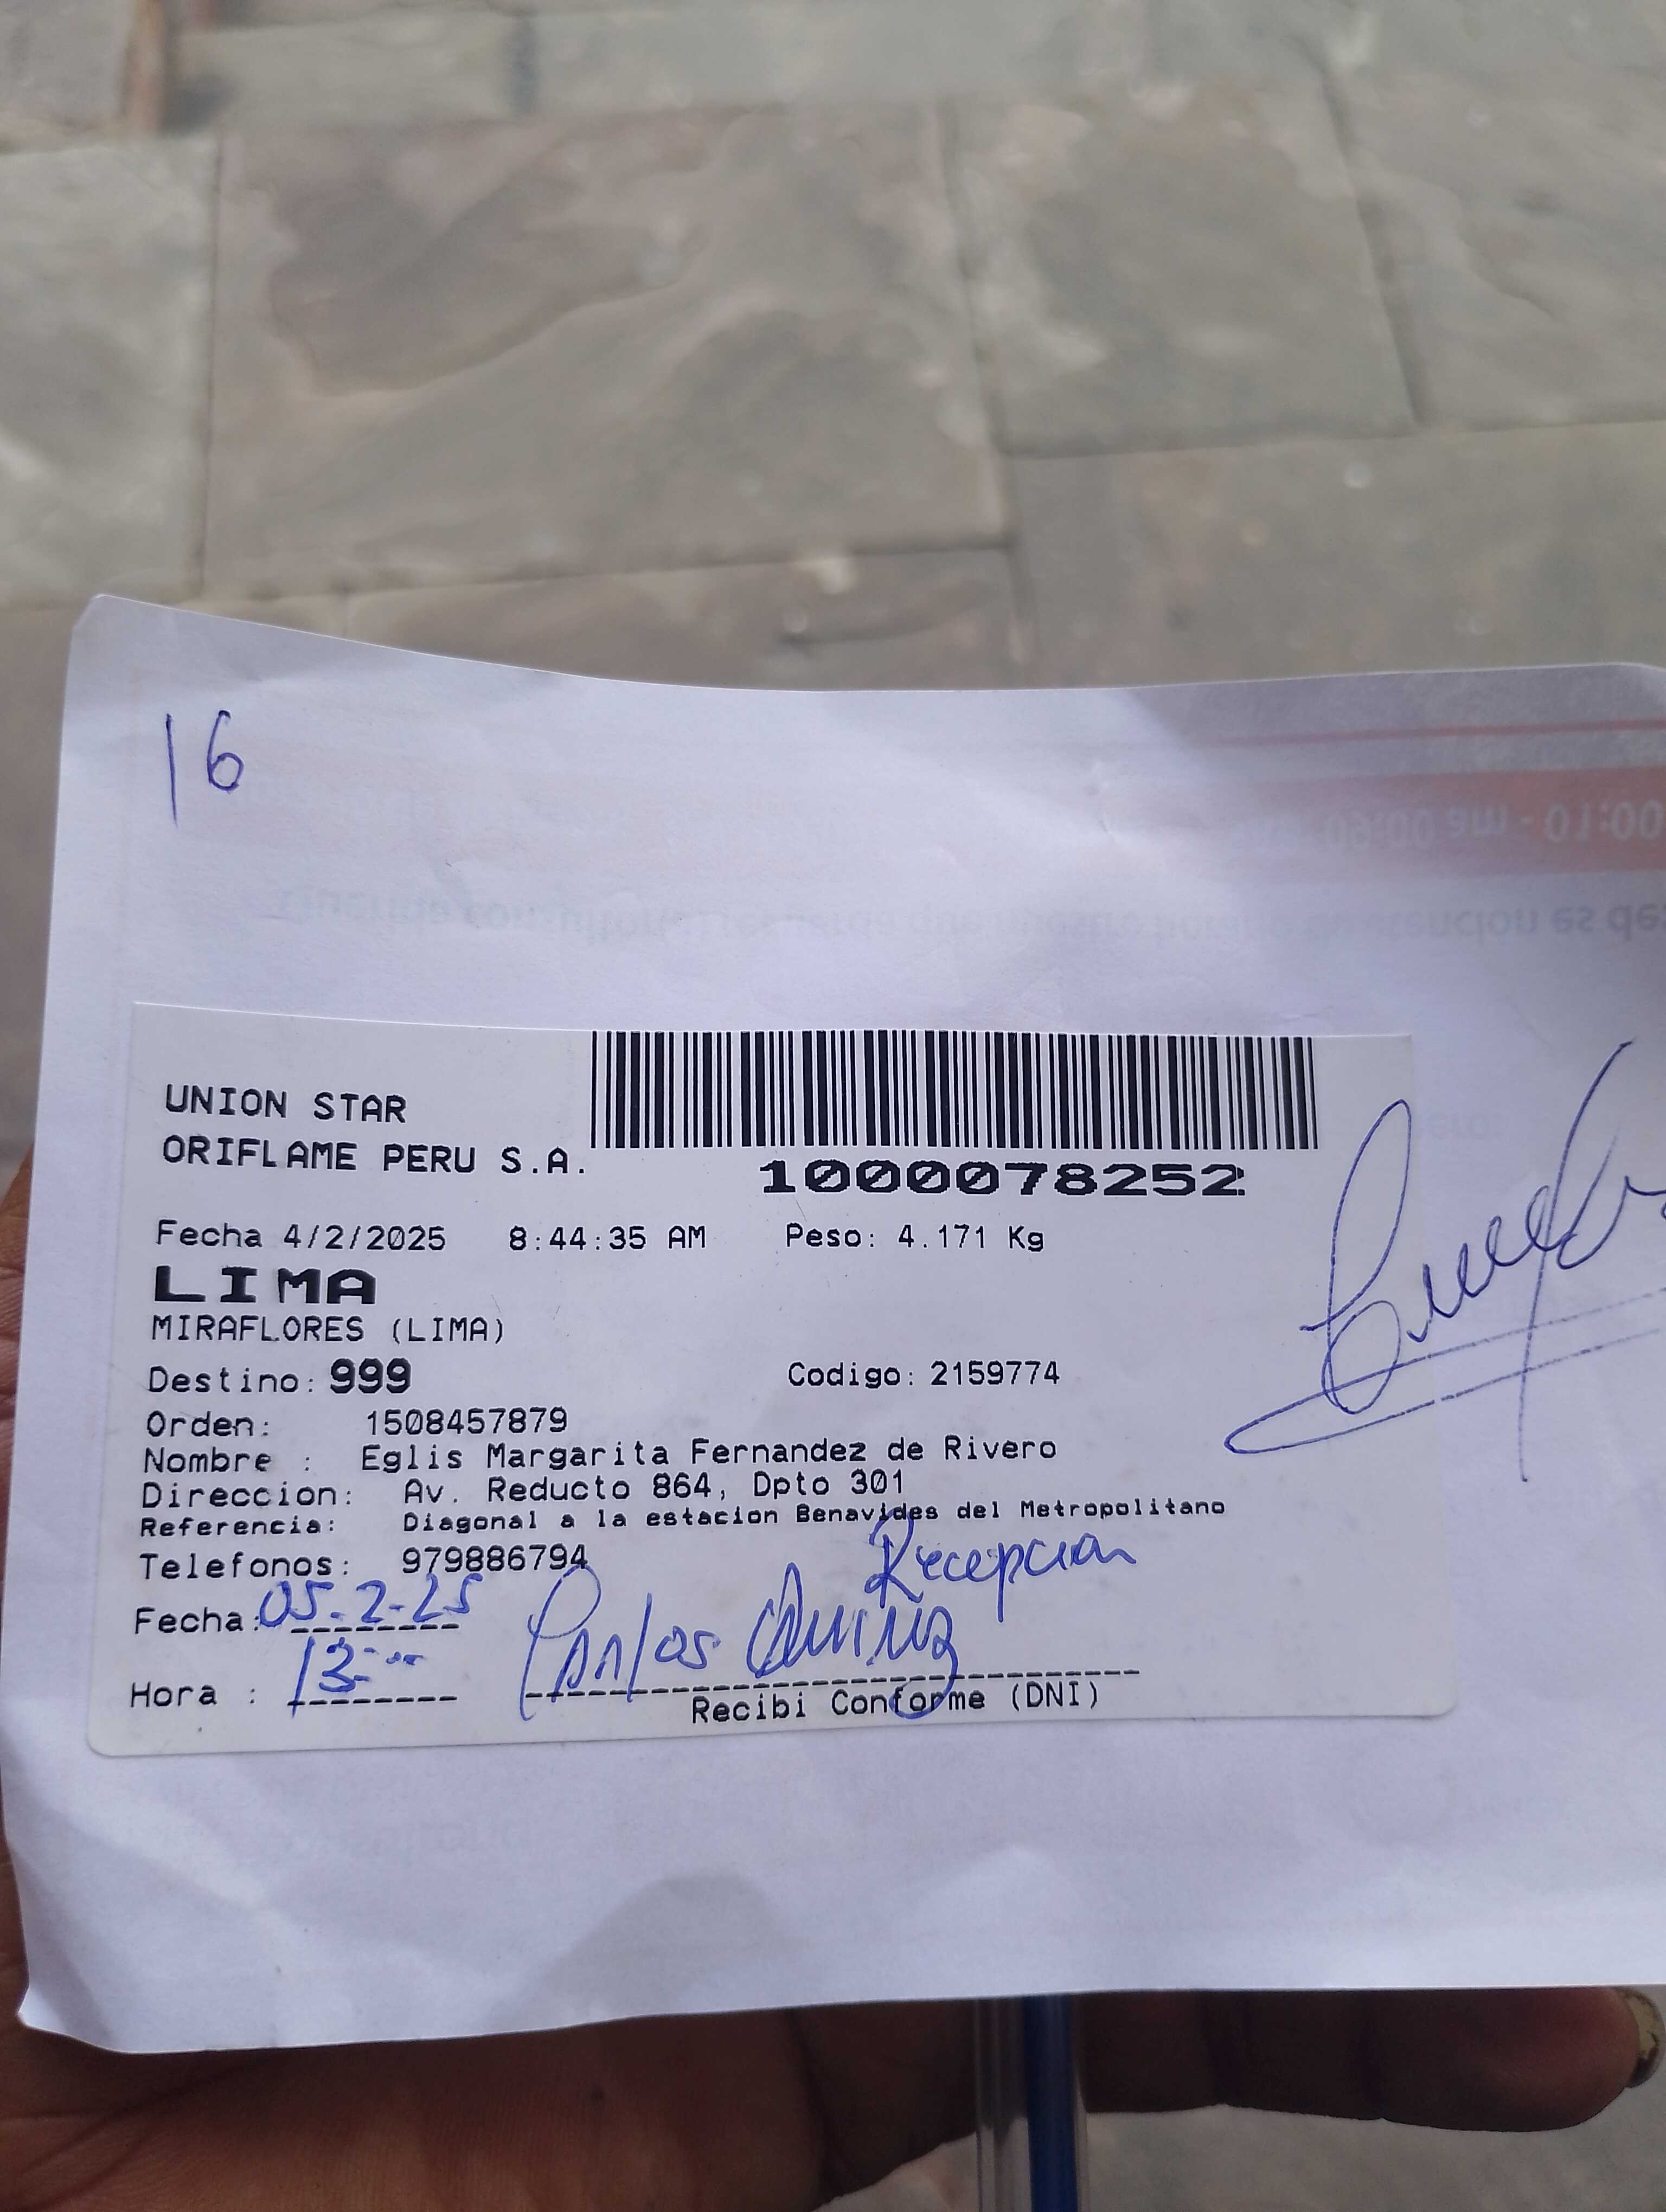 16
UNION STAR
ORIFLAME PERU S.A.
1000078252
Fecha 4/2/2025 8:44:35 AM Peso: 4.171 Kg
LIMA
MIRAFLORES (LIMA)
Destino: 999 Codigo: 2159774
Orden: 1508457879
Nombre : Eglis Margarita Fernandez de Rivero
Direccion: Av. Reducto 864, Dpto 301
Referencia: Diagonal a la estacion Benavides del Metropolitano
Telefonos: 979886794
Recepcion
Fecha: 05-2-25
Carlos
Hora :
Recibi Conforme (DNI)